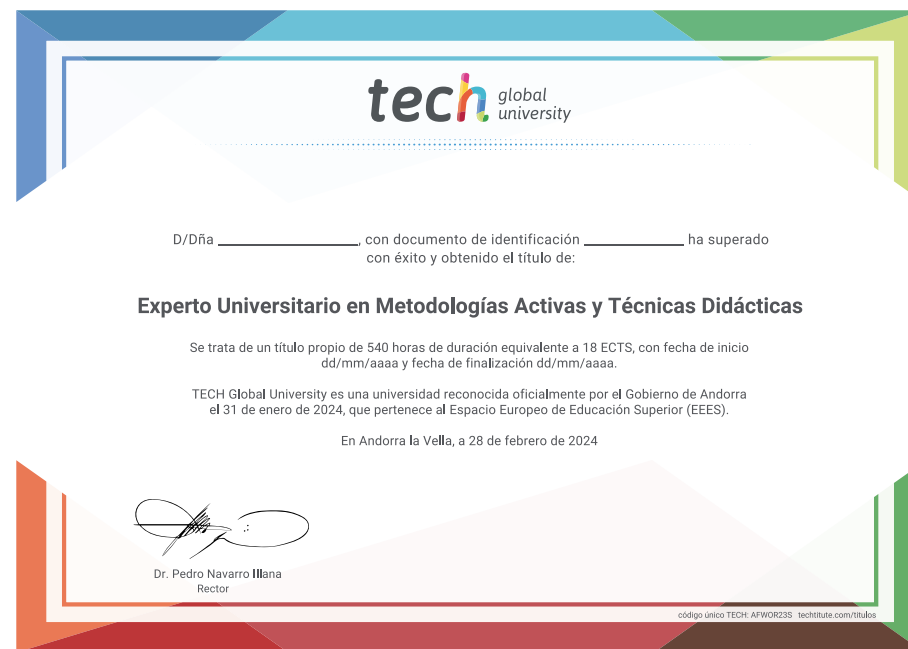 tech global university
D/Dña ____________, con documento de identificación ____________ ha superado
con éxito y obtenido el título de:
Experto Universitario en Metodologías Activas y Técnicas Didácticas
Se trata de un título propio de 540 horas de duración equivalente a 18 ECTS, con fecha de inicio
dd/mm/aaaa y fecha de finalización dd/mm/aaaa.
TECH Global University es una universidad reconocida oficialmente por el Gobierno de Andorra
el 31 de enero de 2024, que pertenece al Espacio Europeo de Educación Superior (EEES).
En Andorra la Vella, a 28 de febrero de 2024
Dr. Pedro Navarro Illana
Rector
código único TECH: AFWOR23S techtitute.com/titulos